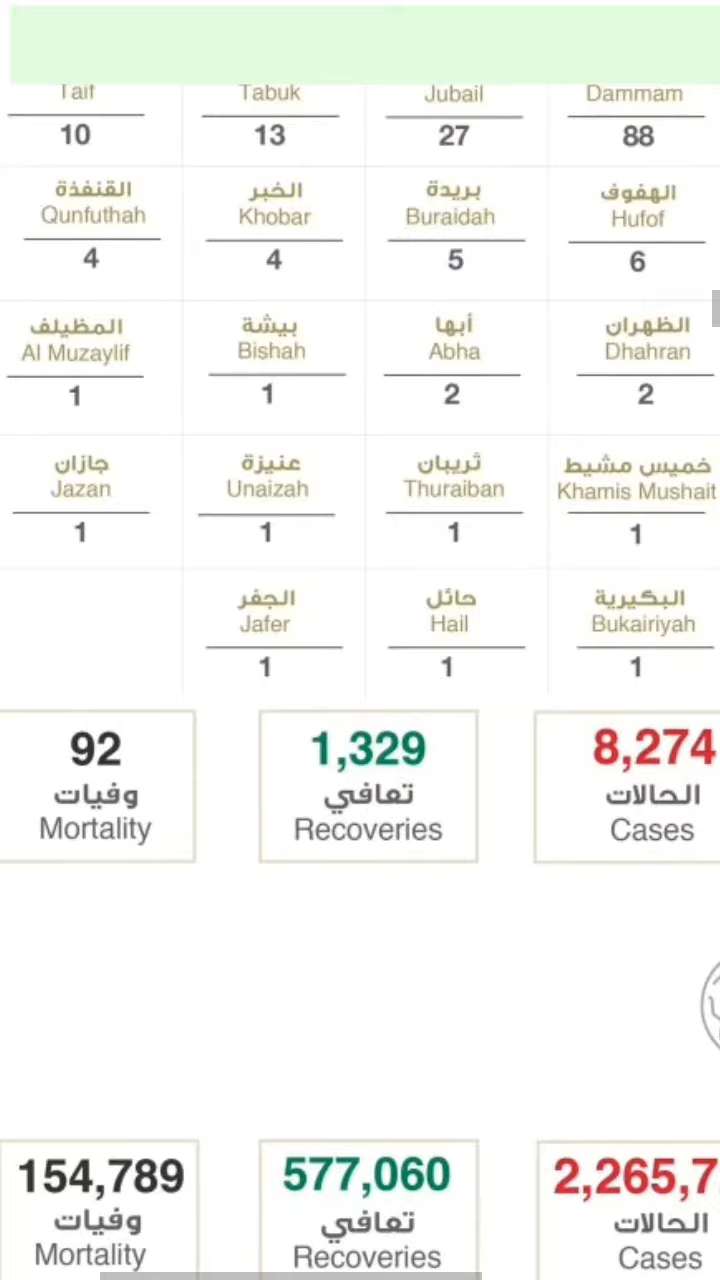 Taif Tabuk Jubail Dammam
10 13 27 88
القنفذة الخبر بريدة الهفوف
Qunfuthah Khobar Buraidah Hufof
4 4 5 6
المظيلف بيشة أبها الظهران
Al Muzaylif Bishah Abha Dhahran
1 1 2 2
جازان عنيزة ثريبان خميس مشيط
Jazan Unaizah Thuraiban Khamis Mushait
1 1 1 1
الجفر حائل البكيرية
Jafer Hail Bukairiyah
1 1 1
92 1,329 8,274
وفيات تعافي الحالات
Mortality Recoveries Cases
154,789 577,060 2,265,7
وفيات تعافي الحالات
Mortality Recoveries Cases